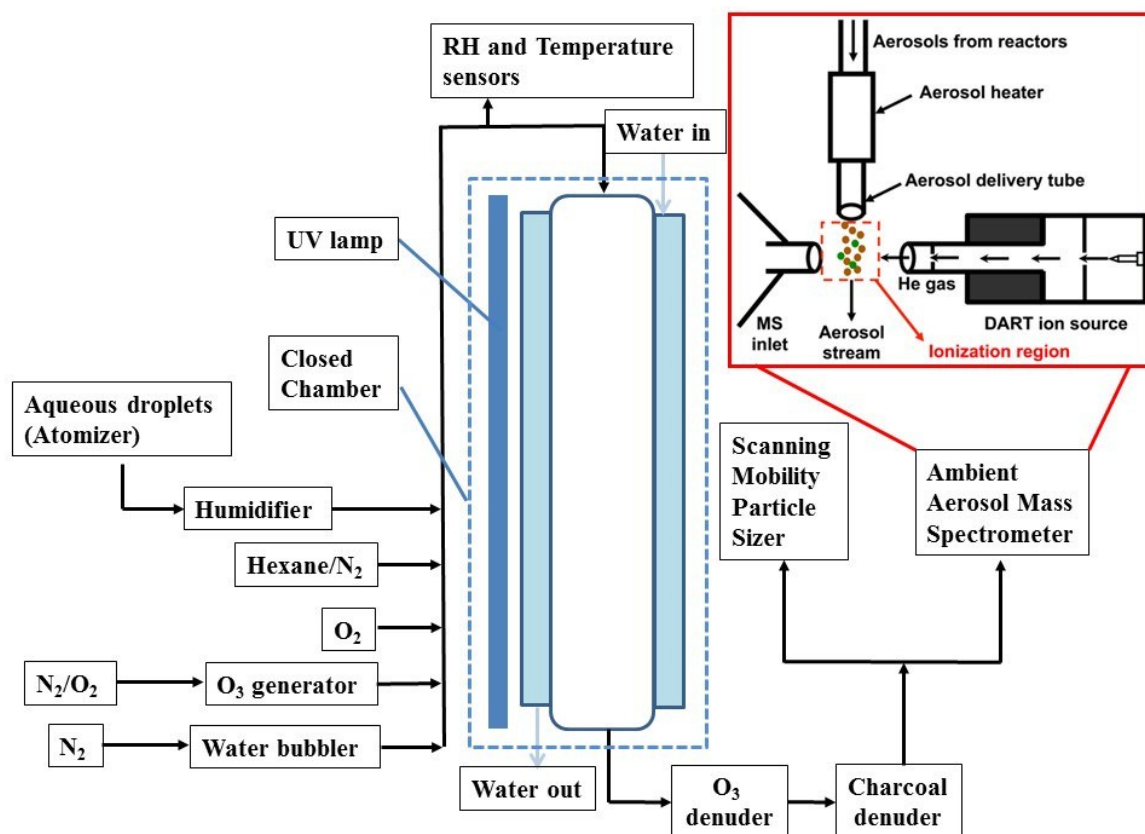 RH and Temperature
sensors
Water in
UV lamp
Closed
Chamber
Aqueous droplets
(Atomizer)
Humidifier
Hexane/N₂
O₂
N₂/O₂
O₃ generator
N₂
Water bubbler
Water out
O₃
denuder
Charcoal
denuder
Scanning
Mobility
Particle
Sizer
Ambient
Aerosol Mass
Spectrometer
Aerosols from reactors
Aerosol heater
Aerosol delivery tube
He gas
MS
inlet
Aerosol
stream
DART ion source
Ionization region